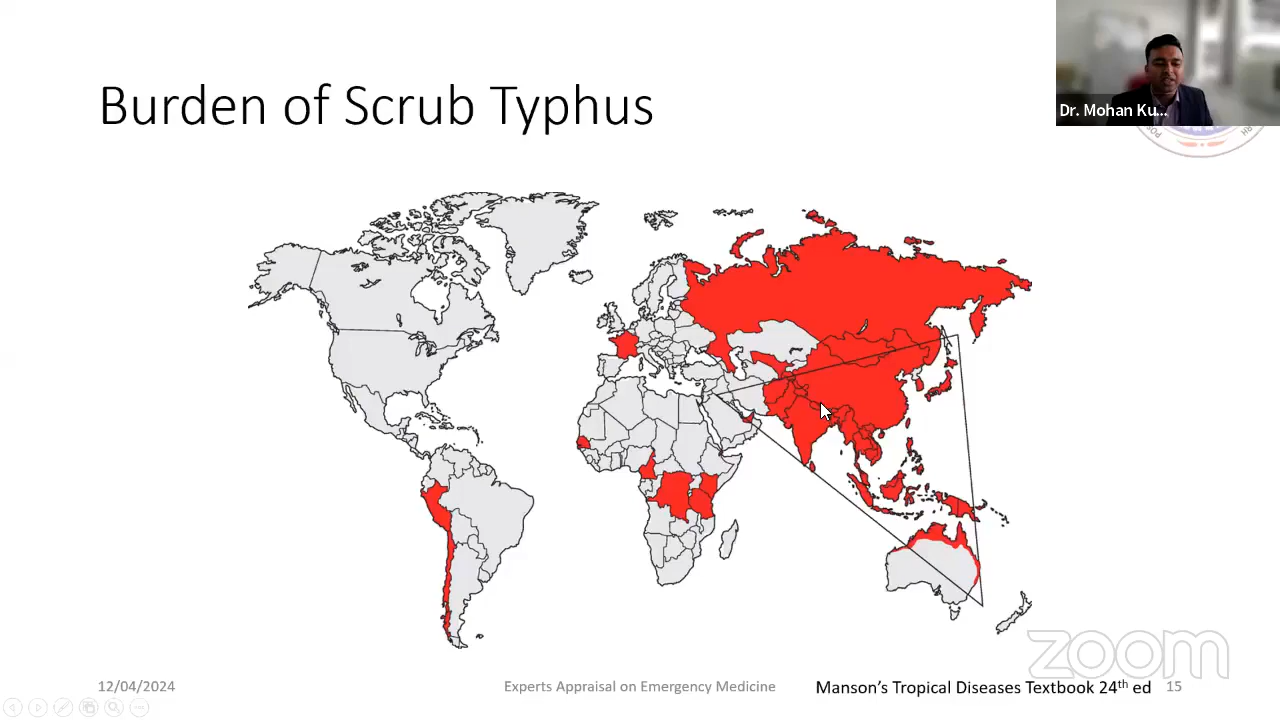 Burden of Scrub Typhus
Dr. Mohan Ku...
zoom
12/04/2024
Experts Appraisal on Emergency Medicine
Manson's Tropical Diseases Textbook 24th ed
15